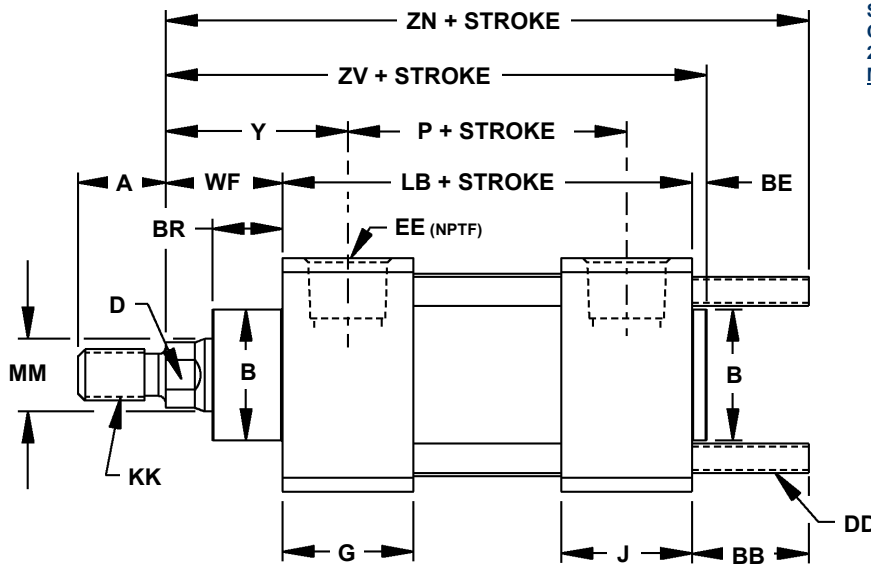 ZN + STROKE
ZV + STROKE
Y
P + STROKE
A
WF
LB + STROKE
BE
BR
EE (NPTF)
D
MM
B
B
KK
DD
G
J
BB